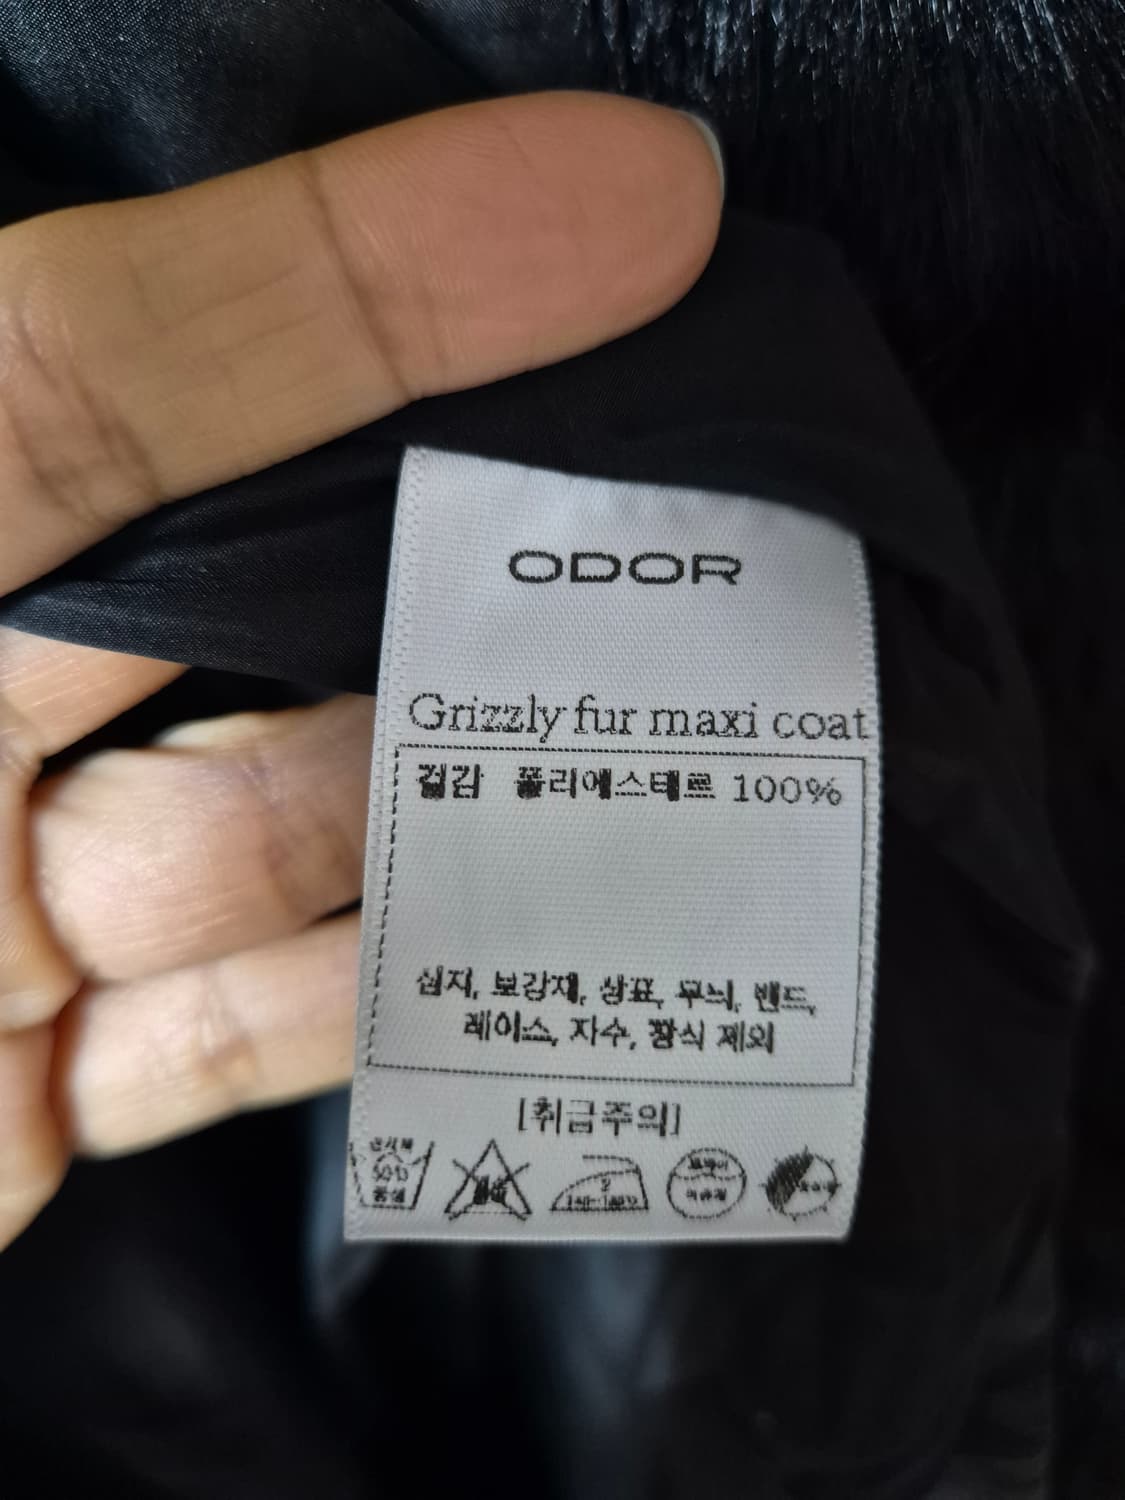 ODOR
Grizzly fur maxi coat
겉감 폴리에스테르 100%
심지, 보강재, 상표, 무늬, 밴드,
레이스, 자수, 장식 제외
[취급주의]